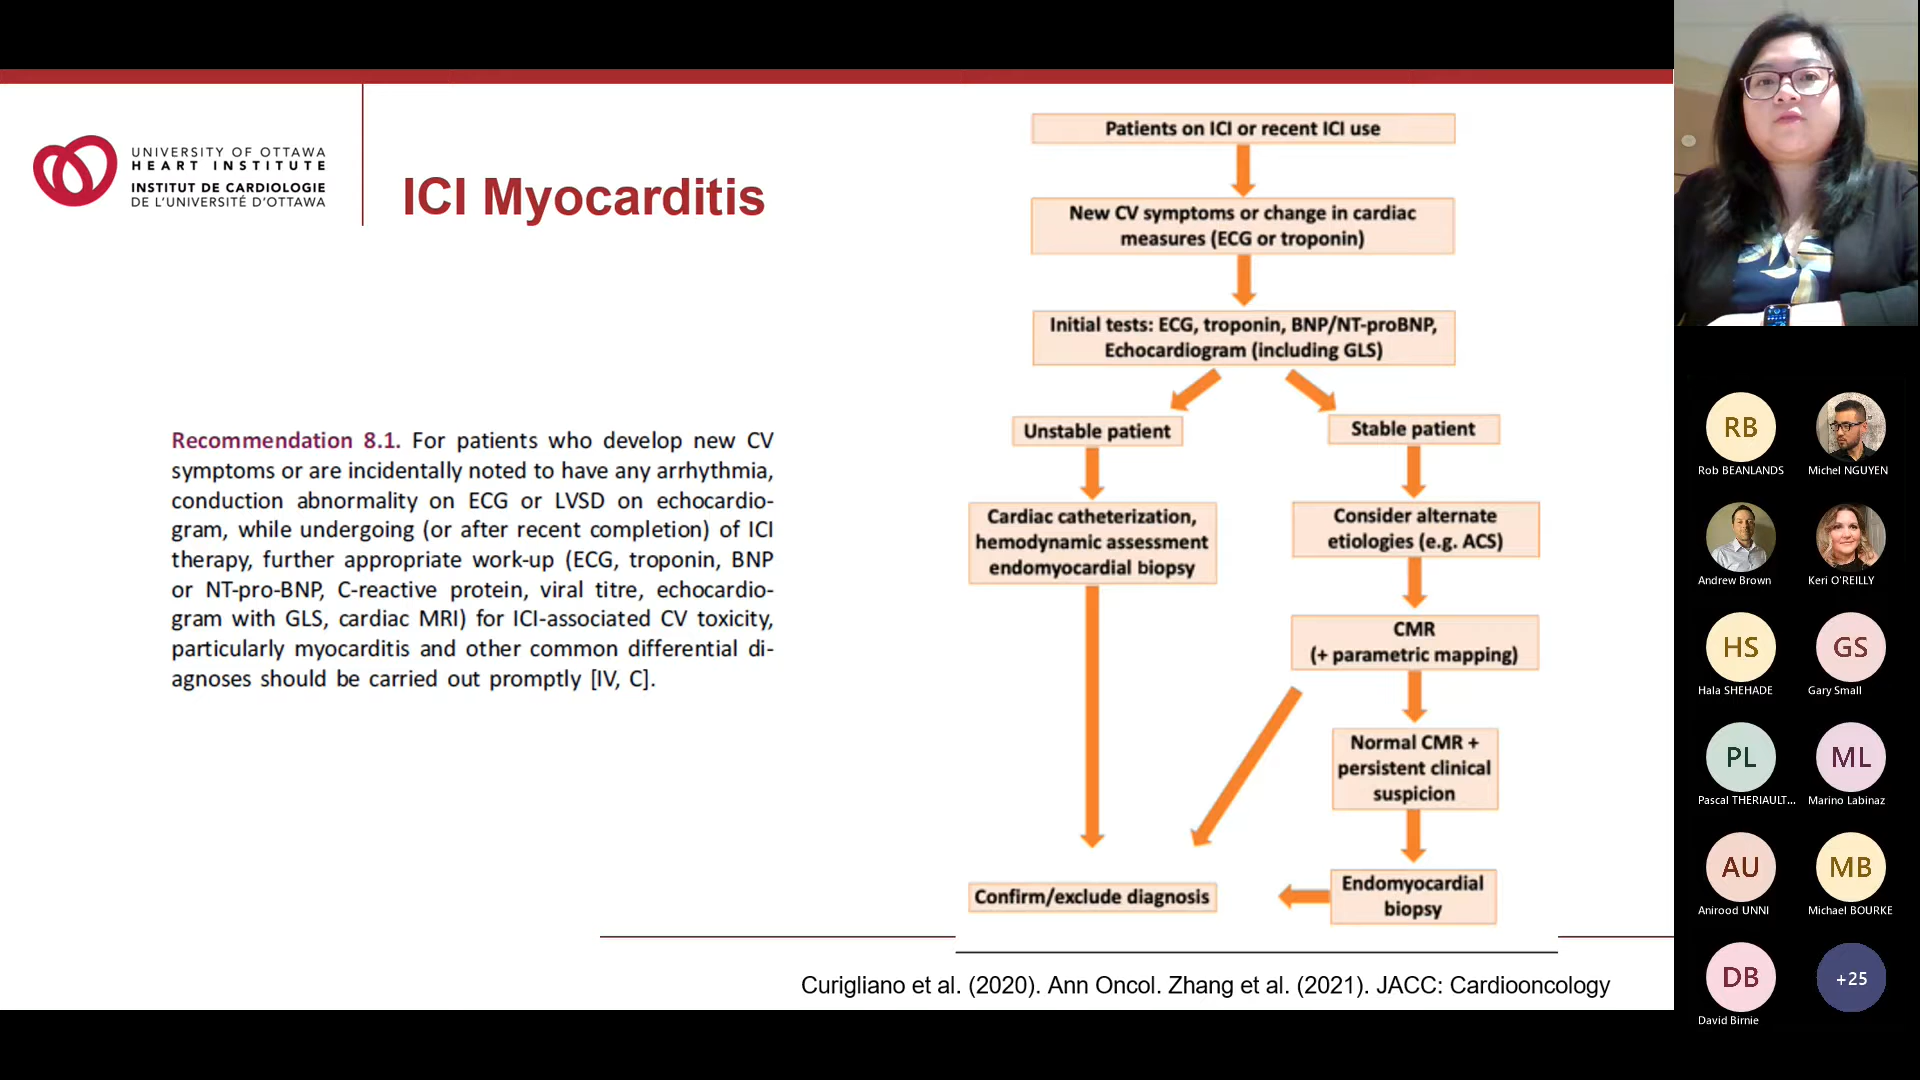 UNIVERSITY OF OTTAWA
HEART INSTITUTE
INSTITUT DE CARDIOLOGIE
DE L'UNIVERSITÉ D'OTTAWA
ICI Myocarditis
Recommendation 8.1. For patients who develop new CV
symptoms or are incidentally noted to have any arrhythmia,
conduction abnormality on ECG or LVSD on echocardio-
gram, while undergoing (or after recent completion) of ICI
therapy, further appropriate work-up (ECG, troponin, BNP
or NT-pro-BNP, C-reactive protein, viral titre, echocardio-
gram with GLS, cardiac MRI) for ICI-associated CV toxicity,
particularly myocarditis and other common differential di-
agnoses should be carried out promptly [IV, C].
Patients on ICI or recent ICI use
New CV symptoms or change in cardiac
measures (ECG or troponin)
Initial tests: ECG, troponin, BNP/NT-proBNP,
Echocardiogram (including GLS)
Unstable patient
Stable patient
Cardiac catheterization,
hemodynamic assessment
endomyocardial biopsy
Consider alternate
etiologies (e.g. ACS)
CMR
(+ parametric mapping)
Normal CMR +
persistent clinical
suspicion
Endomyocardial
biopsy
Confirm/exclude diagnosis
Curigliano et al. (2020). Ann Oncol. Zhang et al. (2021). JACC: Cardiooncology
RB
Rob BEANLANDS
Michel NGUYEN
Andrew Brown
Keri O'REILLY
HS
Hala SHEHADE
GS
Gary Small
PL
Pascal THERIAULT...
ML
Marino Labinaz
AU
Anirood UNNI
MB
Michael BOURKE
DB
David Birnie
+25